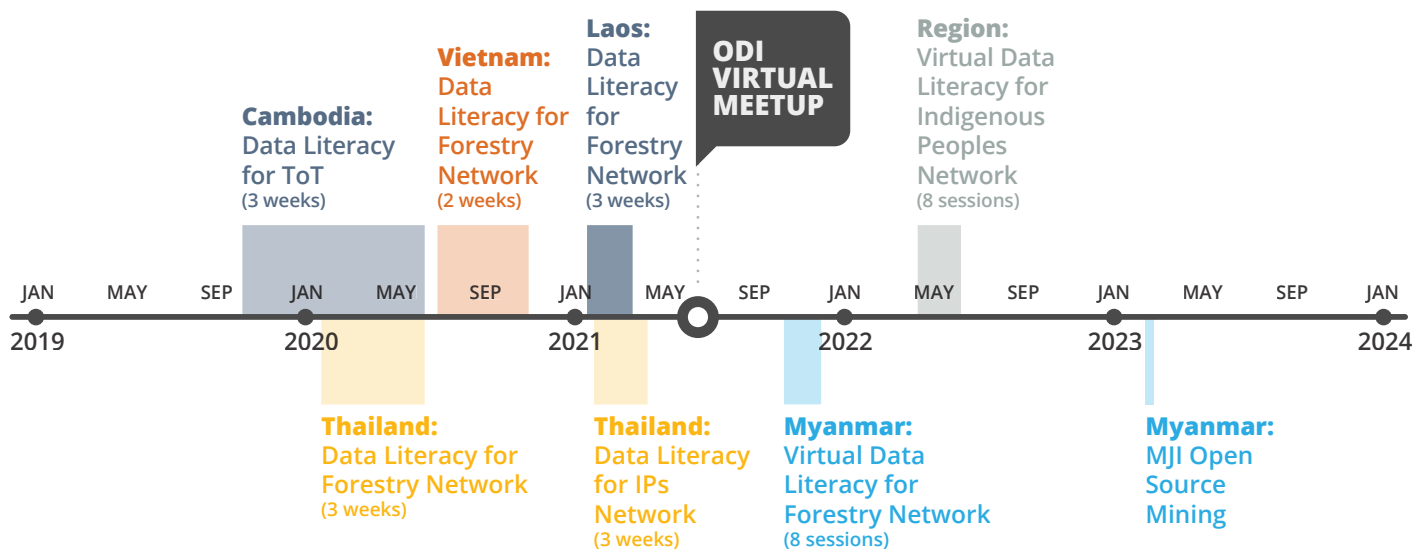 Cambodia:
Data Literacy
for ToT
(3 weeks)
Vietnam:
Data
Literacy for
Forestry
Network
(2 weeks)
Laos:
Data
Literacy
for
Forestry
Network
(3 weeks)
ODI
VIRTUAL
MEETUP
Region:
Virtual Data
Literacy for
Indigenous
Peoples
Network
(8 sessions)
JAN MAY SEP JAN MAY SEP JAN MAY SEP JAN MAY SEP JAN MAY SEP JAN
2019 2020 2021 2022 2023 2024
Thailand:
Data Literacy for
Forestry Network
(3 weeks)
Thailand:
Data Literacy
for IPs
Network
(3 weeks)
Myanmar:
Virtual Data
Literacy for
Forestry Network
(8 sessions)
Myanmar:
MJI Open
Source
Mining